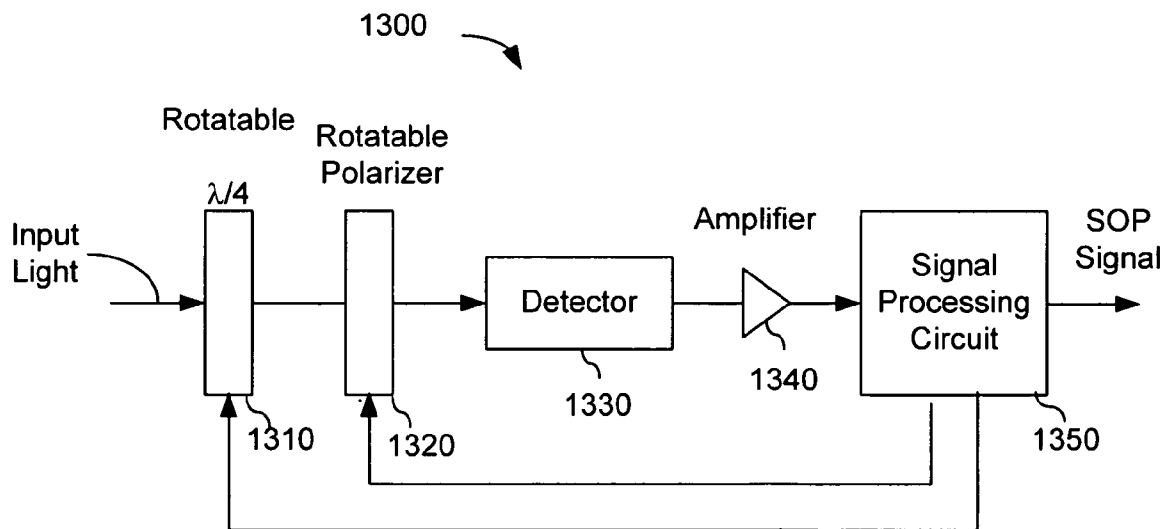 1300
Rotatable
λ/4
Rotatable
Polarizer
Input
Light
Amplifier
SOP
Signal
Detector
Signal
Processing
Circuit
1310
1320
1330
1340
1350